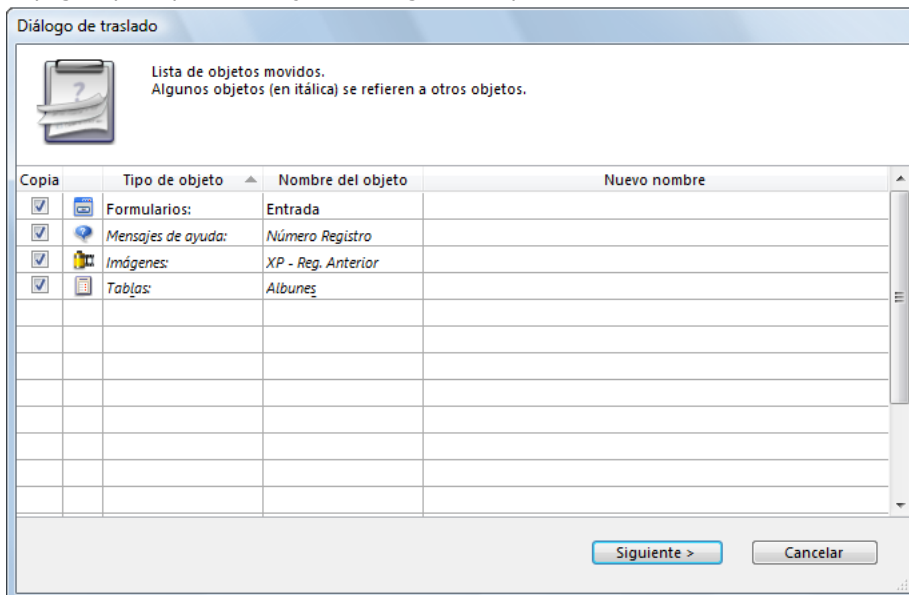 Diálogo de traslado
Lista de objetos movidos.
Algunos objetos (en itálica) se refieren a otros objetos.
Copia Tipo de objeto Nombre del objeto Nuevo nombre
Formularios: Entrada
Mensajes de ayuda: Número Registro
Imágenes: XP - Reg. Anterior
Tablas: Albunes
Siguiente > Cancelar